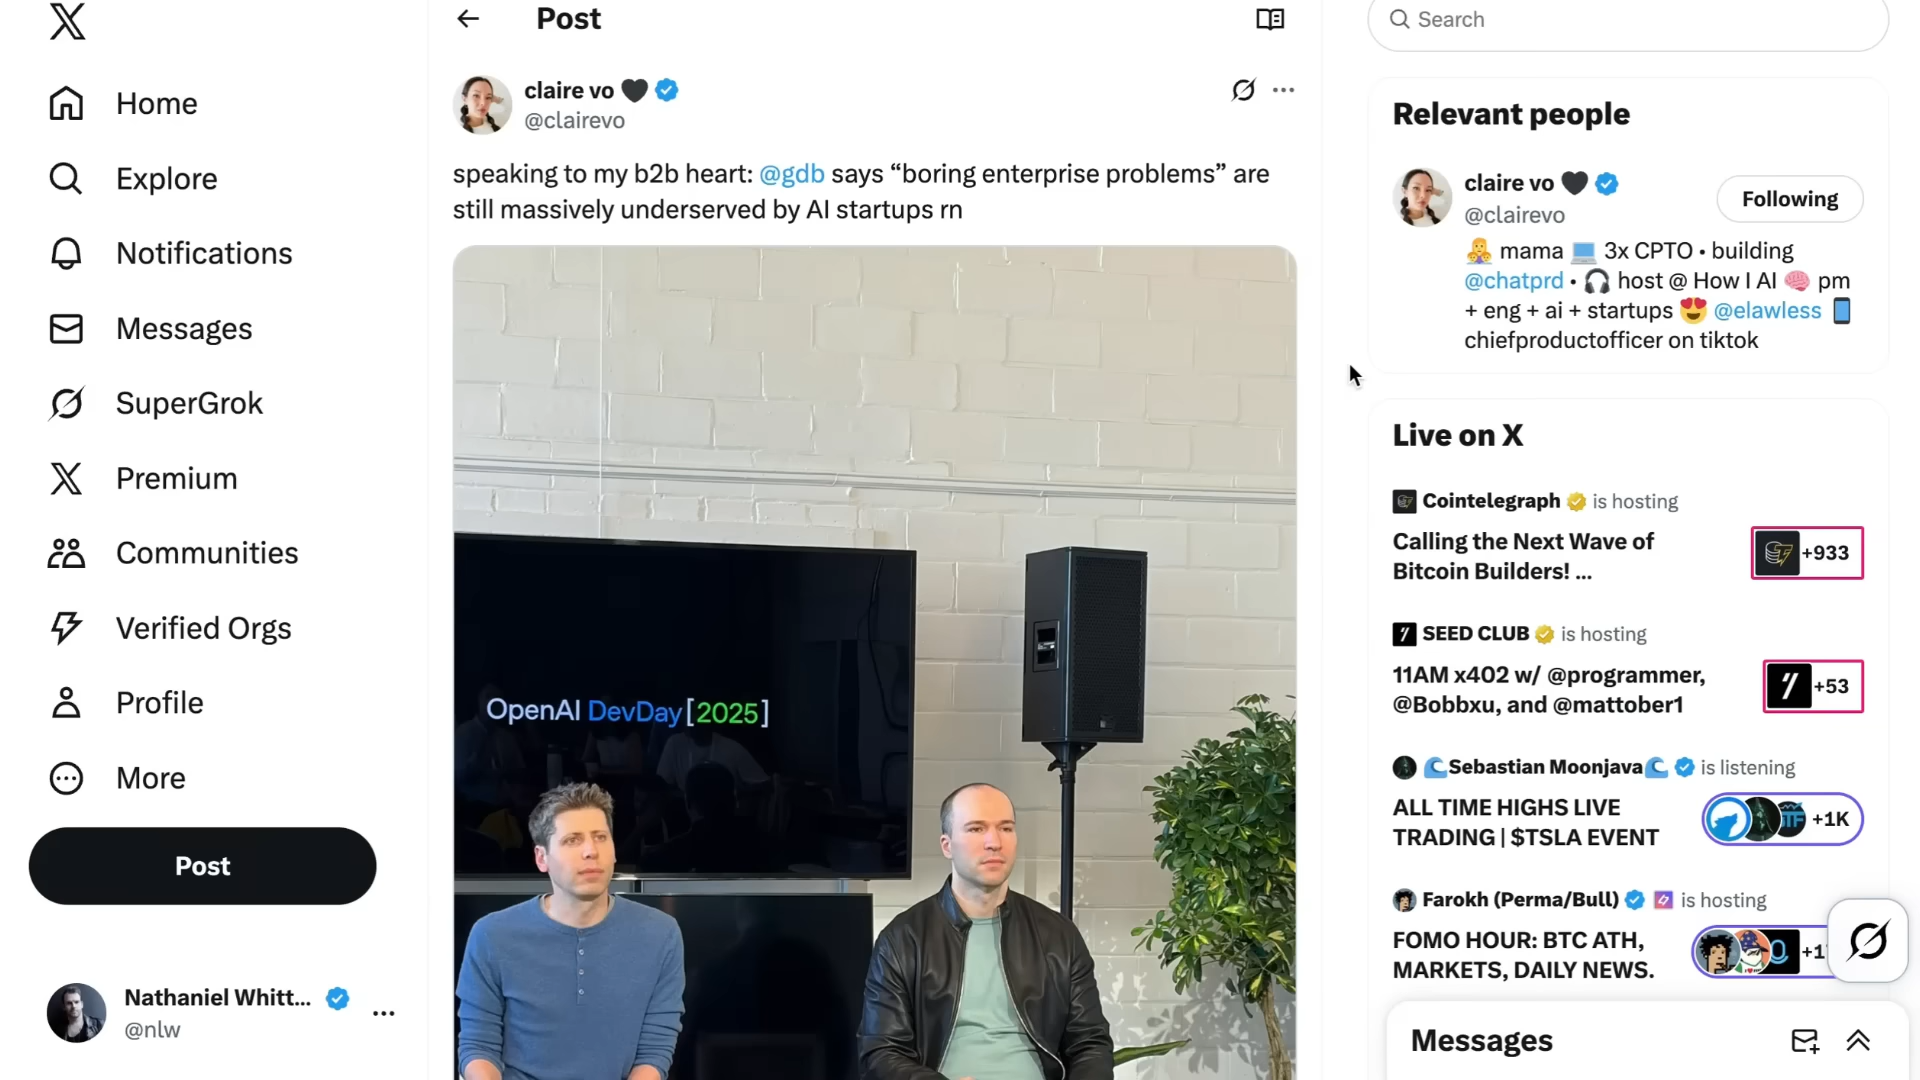 Home
Explore
Notifications
Messages
SuperGrok
Premium
Communities
Verified Orgs
Profile
More
Post
Nathaniel Whitt...
@nlw
Post
claire vo
@clairevo
speaking to my b2b heart: @gdb says “boring enterprise problems” are
still massively underserved by AI startups rn
OpenAI DevDay[2025]
Search
Relevant people
claire vo
@clairevo
Following
mama 3x CPTO • building
@chatprd • host @ How I AI pm
+ eng + ai + startups @elawless
chiefproductofficer on tiktok
Live on X
Cointelegraph is hosting
Calling the Next Wave of
Bitcoin Builders! ...
+933
SEED CLUB is hosting
11AM x402 w/ @programmer,
@Bobbxu, and @mattober1
+53
Sebastian Moonjava is listening
ALL TIME HIGHS LIVE
TRADING | $TSLA EVENT
+1K
Farokh (Perma/Bull) is hosting
FOMO HOUR: BTC ATH,
MARKETS, DAILY NEWS.
Messages